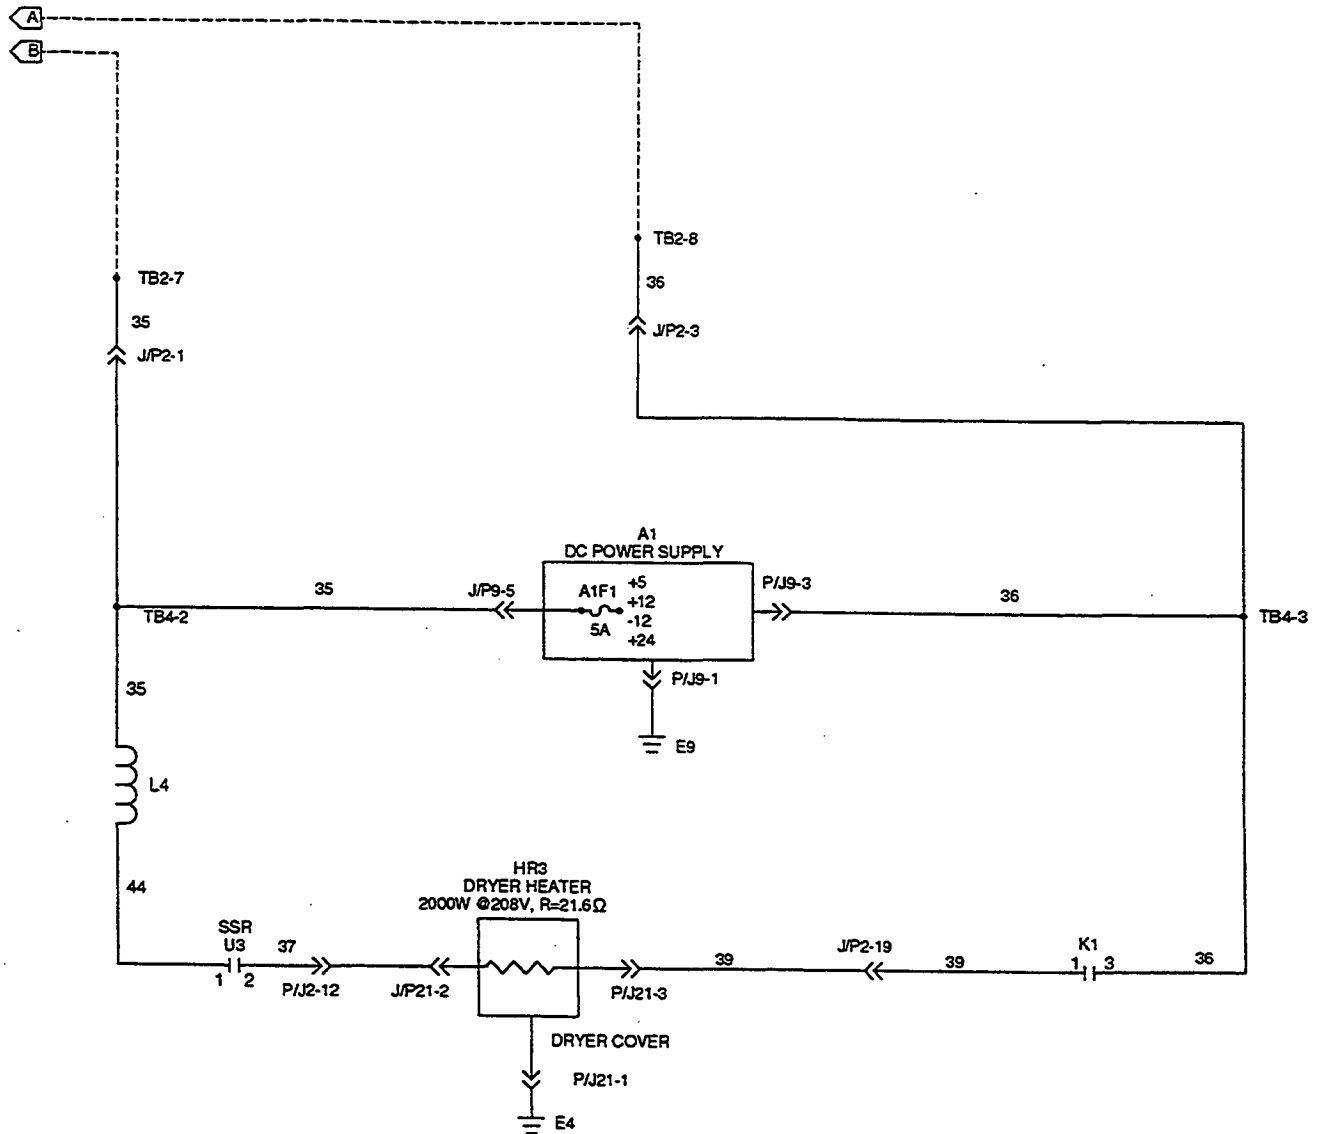 A
B
TB2-8
TB2-7
36
35
J/P2-3
J/P2-1
A1
DC POWER SUPPLY
35
J/P9-5
A1F1
5A
+5
+12
-12
+24
P/J9-3
36
TB4-2
TB4-3
P/J9-1
35
E9
L4
HR3
DRYER HEATER
2000W @208V, R=21.6Ω
44
SSR
U3
1
2
37
P/J2-12
J/P21-2
P/J21-3
39
J/P2-19
39
K1
1
3
36
DRYER COVER
P/J21-1
E4